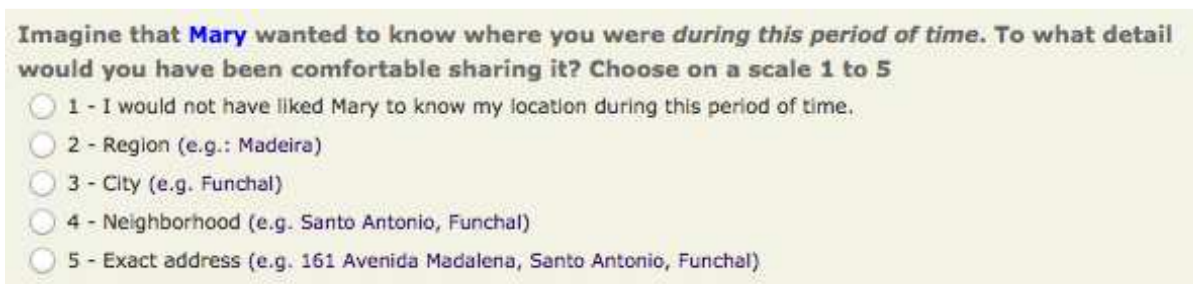 Imagine that Mary wanted to know where you were during this period of time. To what detail
would you have been comfortable sharing it? Choose on a scale 1 to 5
1 - I would not have liked Mary to know my location during this period of time.
2 - Region (e.g.: Madeira)
3 - City (e.g. Funchal)
4 - Neighborhood (e.g. Santo Antonio, Funchal)
5 - Exact address (e.g. 161 Avenida Madalena, Santo Antonio, Funchal)